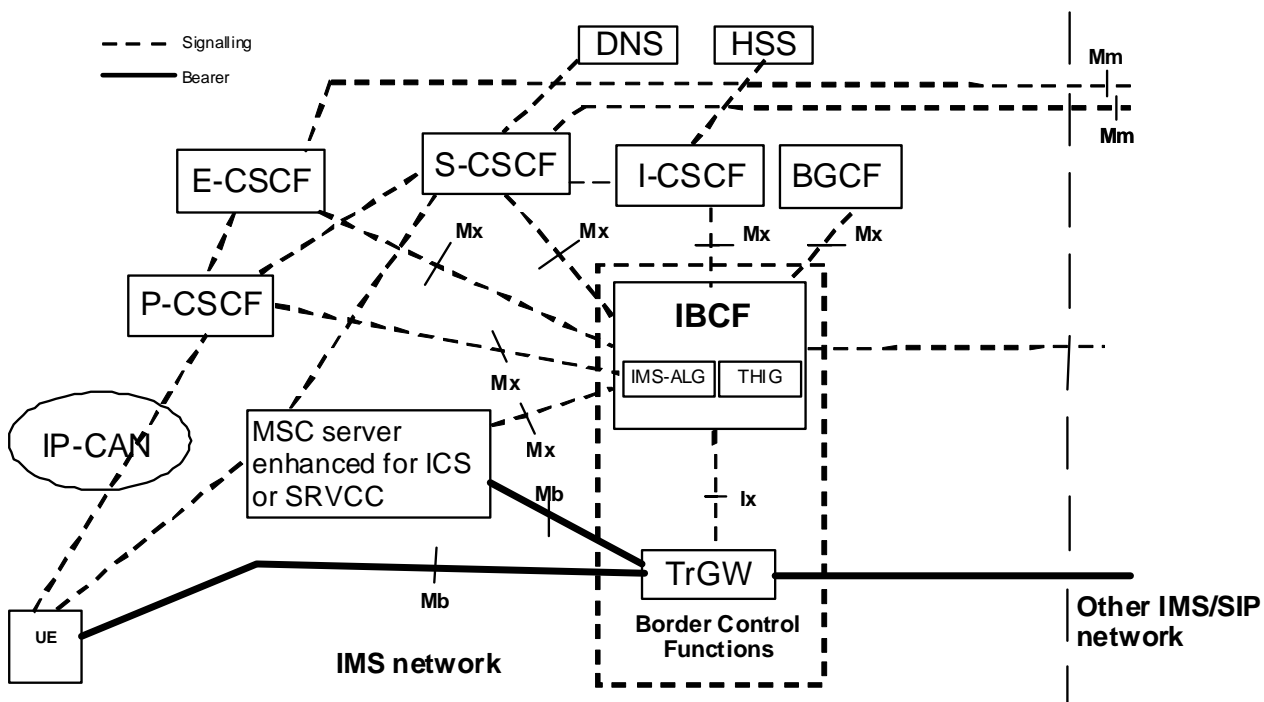 Signalling
Bearer
DNS
HSS
Mm
Mm
E-CSCF
S-CSCF
I-CSCF
BGCF
Mx
Mx
Mx
Mx
P-CSCF
IBCF
IMS-ALG
THIG
Mx
IP-CAN
MSC server
enhanced for ICS
or SRVCC
Mx
Mb
Ix
TrGW
Mb
Other IMS/SIP
network
UE
Border Control
Functions
IMS network